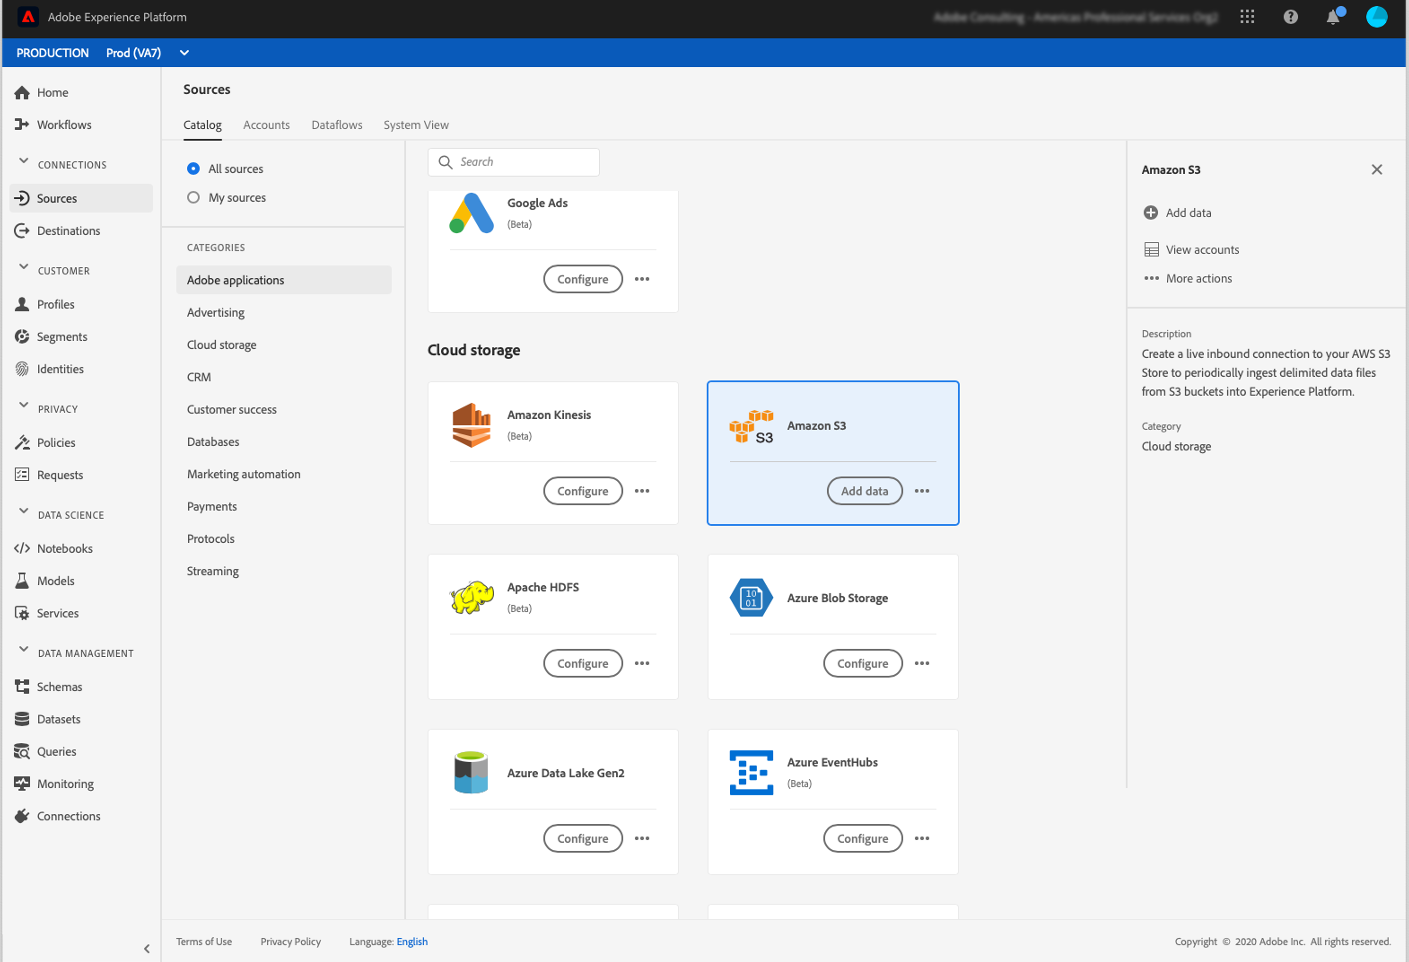 Adobe Experience Platform
PRODUCTION Prod (VA7)
Home
Workflows
CONNECTIONS
Sources
Destinations
CUSTOMER
Profiles
Segments
Identities
PRIVACY
Policies
Requests
DATA SCIENCE
Notebooks
Models
Services
DATA MANAGEMENT
Schemas
Datasets
Queries
Monitoring
Connections
Sources
Catalog Accounts Dataflows System View
All sources
My sources
CATEGORIES
Adobe applications
Advertising
Cloud storage
CRM
Customer success
Databases
Marketing automation
Payments
Protocols
Streaming
Search
Google Ads
(Beta)
Configure
Cloud storage
Amazon Kinesis
(Beta)
Configure
S3
Amazon S3
Add data
Apache HDFS
(Beta)
Configure
10
01
Azure Blob Storage
Configure
Azure Data Lake Gen2
Configure
Azure EventHubs
(Beta)
Configure
Amazon S3
Add data
View accounts
More actions
Description
Create a live inbound connection to your AWS S3
Store to periodically ingest delimited data files
from S3 buckets into Experience Platform.
Category
Cloud storage
Terms of Use Privacy Policy Language: English
Copyright © 2020 Adobe Inc. All rights reserved.